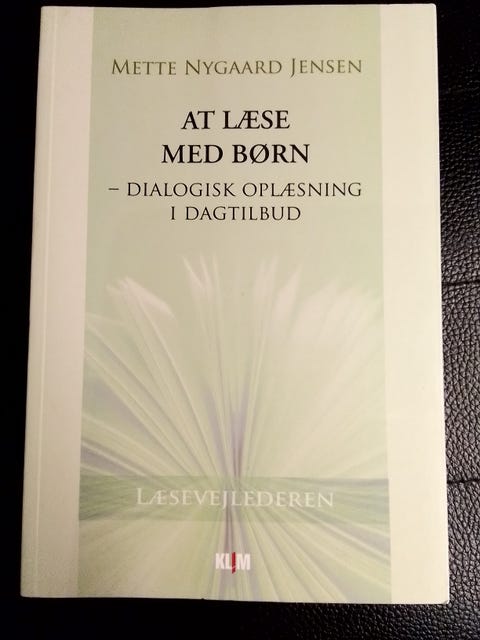 METTE NYGAARD JENSEN
AT LÆSE
MED BØRN
– DIALOGISK OPLÆSNING
I DAGTILBUD
LÆSEVEJLEDEREN
KLIM